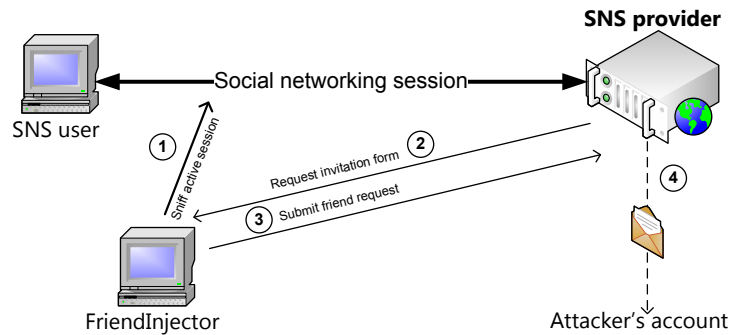 SNS provider
Social networking session
SNS user
1
Sniff active session
Request invitation form
2
3
Submit friend request
4
FriendInjector
Attacker's account